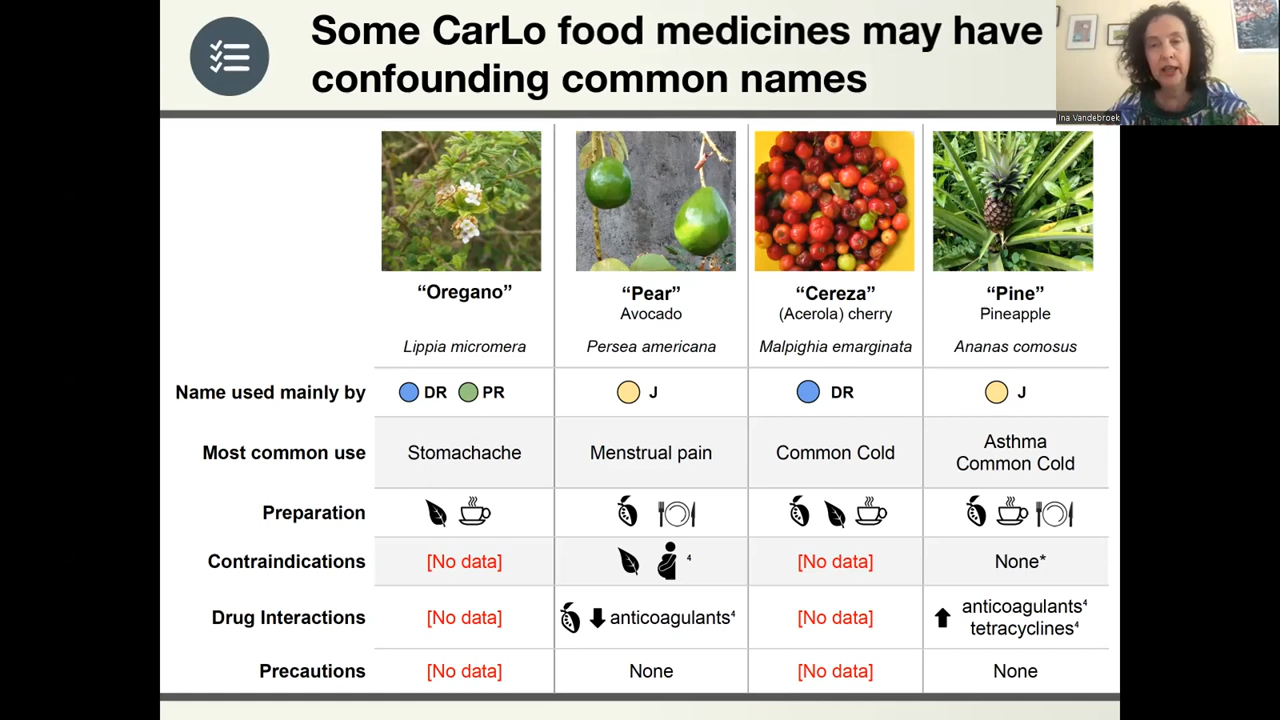 Some CarLo food medicines may have
confounding common names
Ina Vandebroek
“Oregano” “Pear” “Cereza” “Pine”
Avocado (Acerola) cherry Pineapple
Lippia micromera Persea americana Malpighia emarginata Ananas comosus
Name used mainly by DR PR J DR J
Most common use Stomachache Menstrual pain Common Cold Asthma
Common Cold
Preparation
Contraindications [No data] 4 [No data] None*
Drug Interactions [No data] anticoagulants⁴ [No data] anticoagulants⁴
tetracyclines⁴
Precautions [No data] None [No data] None